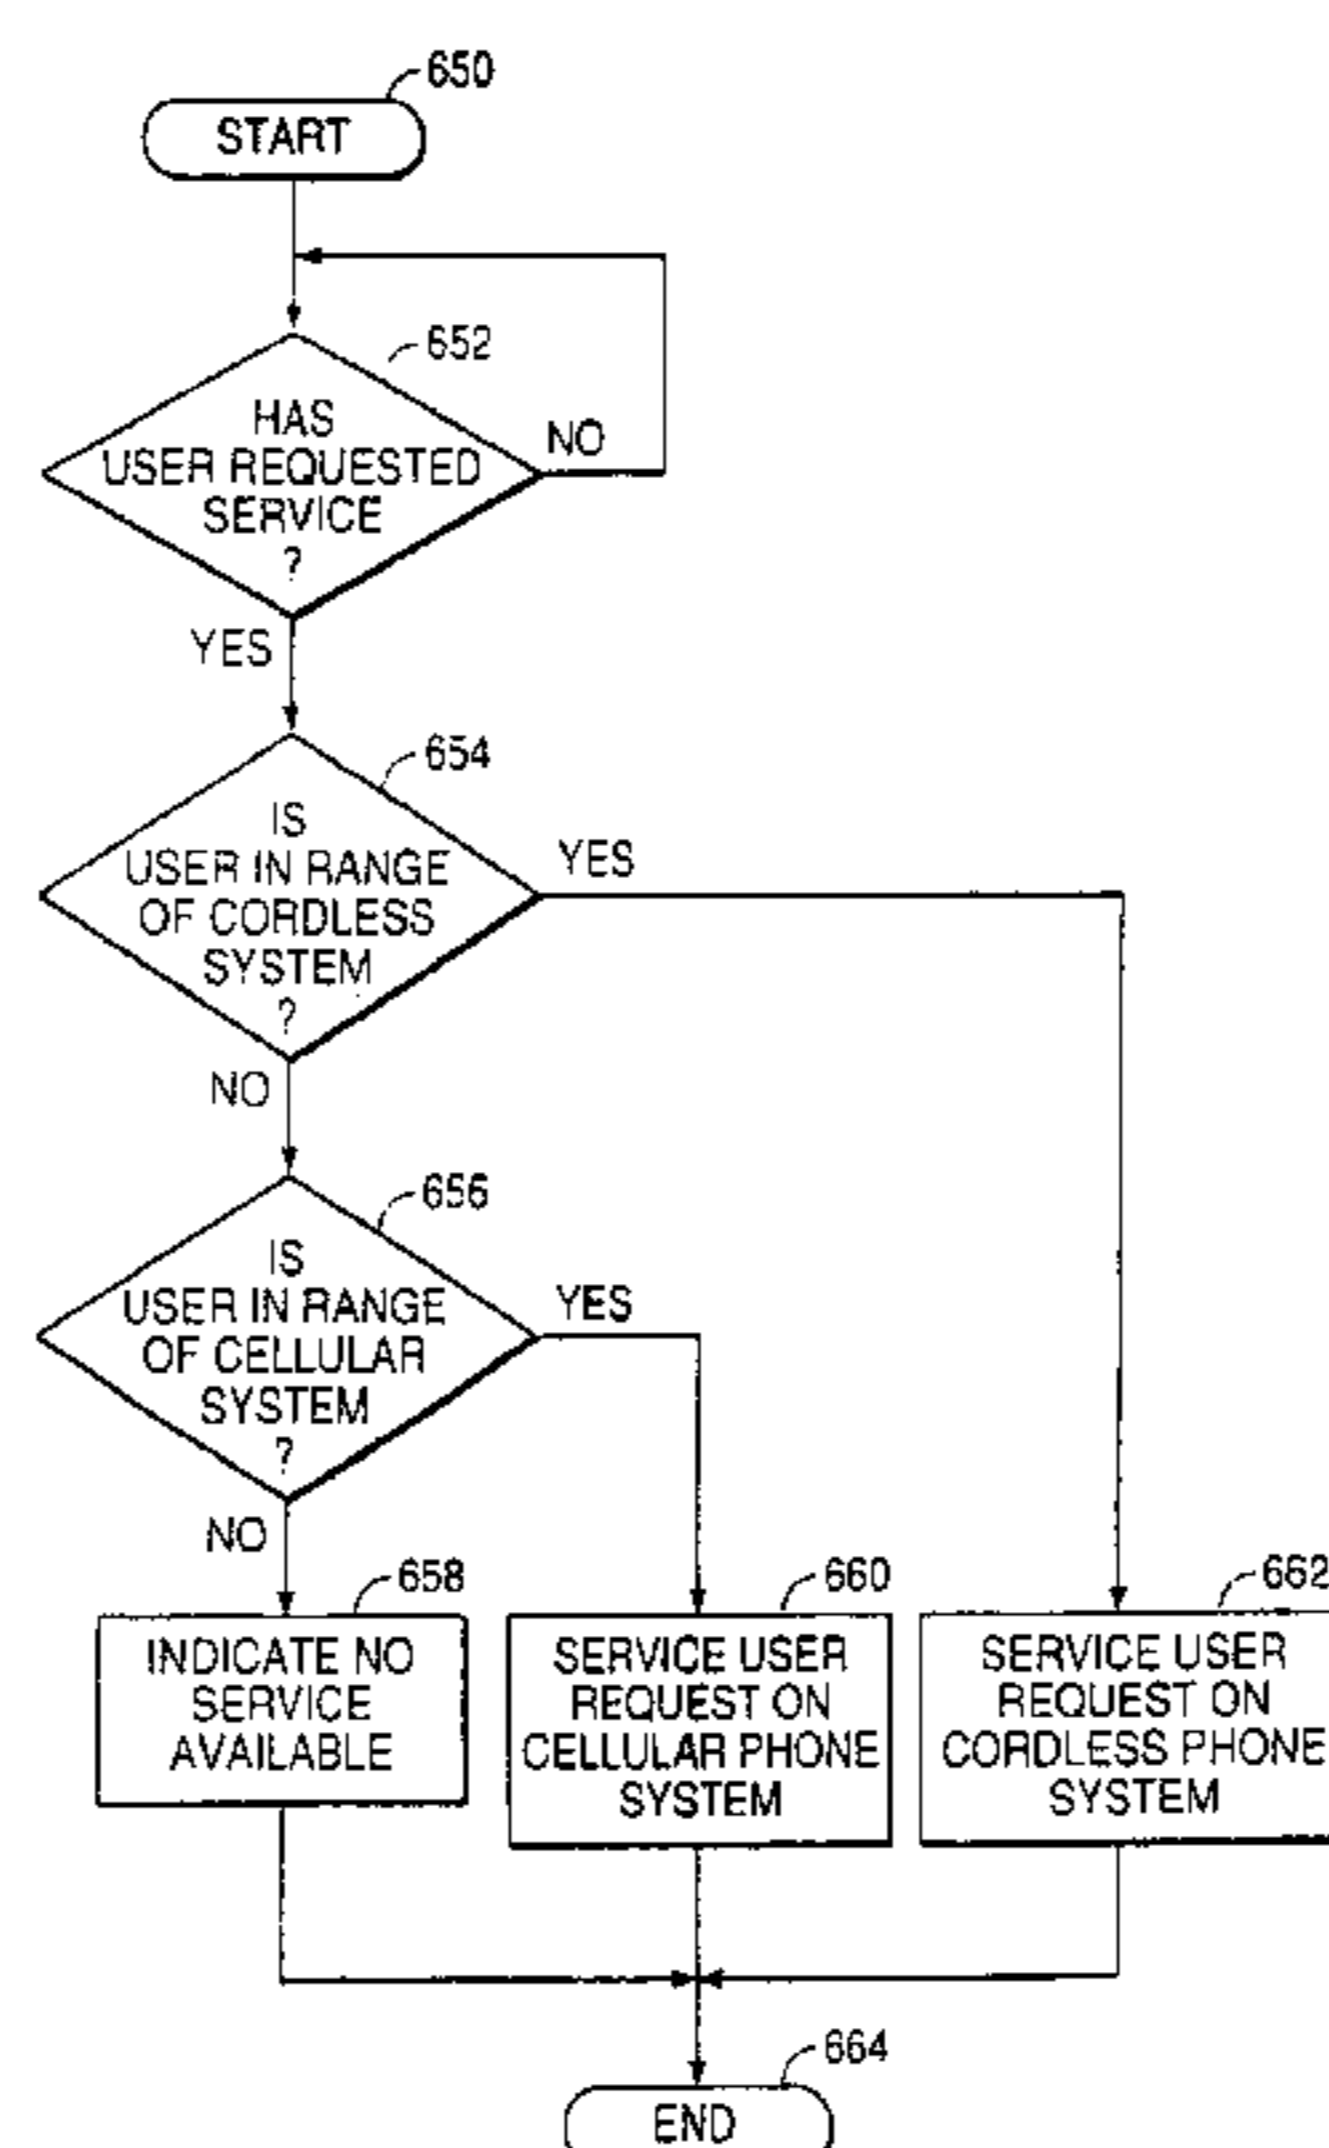 650
START
652
HAS
USER REQUESTED
SERVICE
?
NO
YES
654
IS
USER IN RANGE
OF CORDLESS
SYSTEM
?
YES
NO
656
IS
USER IN RANGE
OF CELLULAR
SYSTEM
?
YES
NO
658
INDICATE NO
SERVICE
AVAILABLE
660
SERVICE USER
REQUEST ON
CELLULAR PHONE
SYSTEM
662
SERVICE USER
REQUEST ON
CORDLESS PHONE
SYSTEM
664
END